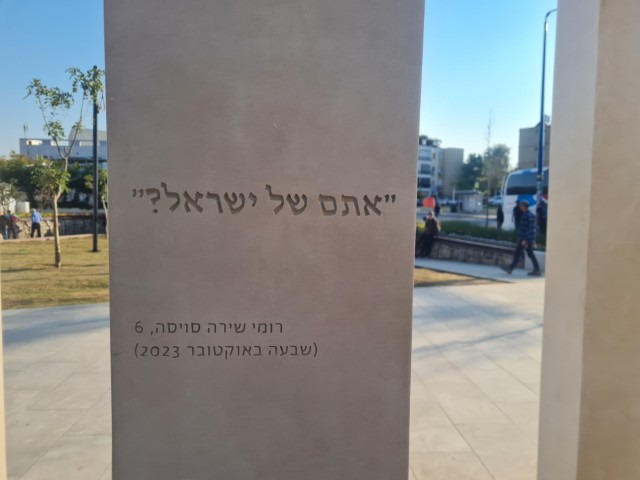 "אתם של ישראל?"
רומי שירה סויסה, 6
(שבעה באוקטובר 2023)